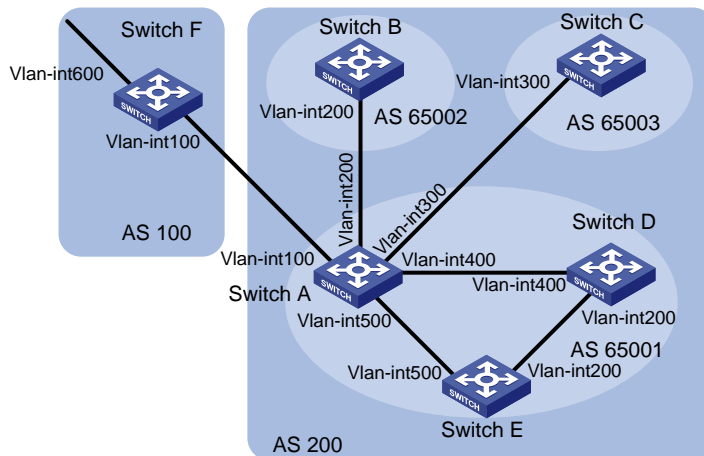 Switch F
Vlan-int600
SWITCH
Vlan-int100
AS 100
Switch B
SWITCH
Vlan-int200
AS 65002
Switch C
Vlan-int300
SWITCH
AS 65003
Vlan-int200
Vlan-int300
Vlan-int100
Switch A
SWITCH
Vlan-int400
Vlan-int500
Switch D
Vlan-int400
SWITCH
Vlan-int200
AS 65001
Vlan-int500
Vlan-int200
SWITCH
Switch E
AS 200